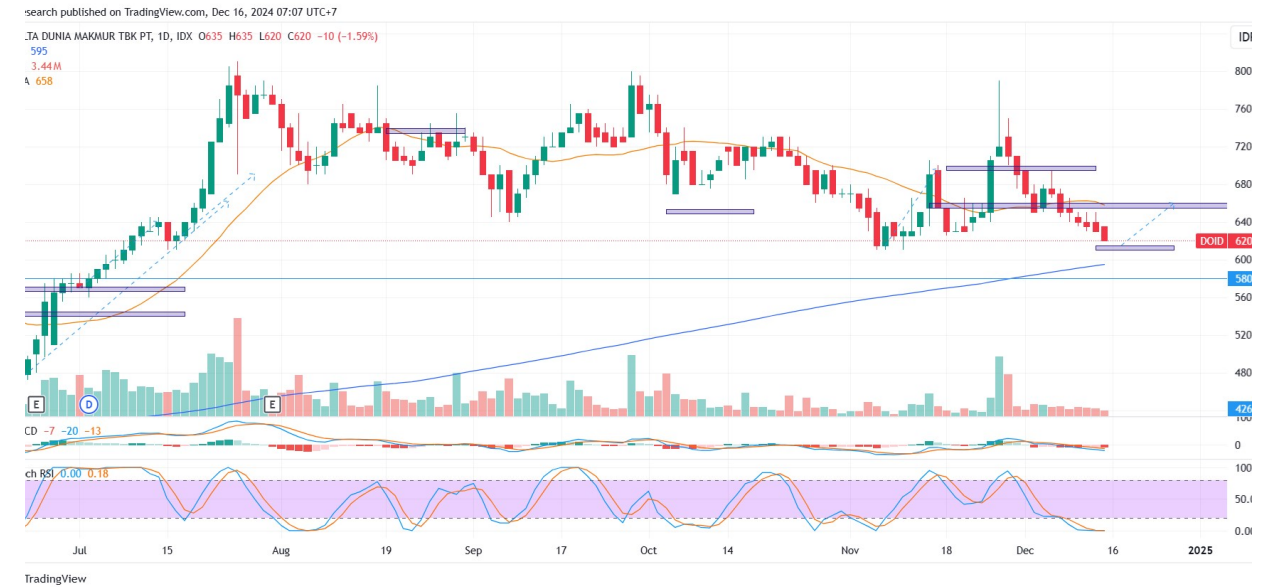 search published on TradingView.com, Dec 16, 2024 07:07 UTC+7
TA DUNIA MAKMUR TBK PT, 1D, IDX O635 H635 L620 C620 −10 (−1.59%)
595
3.44M
A 658
IDI
800
760
720
680
640
DOID 620
600
580
560
520
480
E D E
426
100
CD −7 −20 −13
0
ch RSI 0.00 0.18
100
50.0
0.00
Jul 15 Aug 19 Sep 17 Oct 14 Nov 18 Dec 16 2025
TradingView